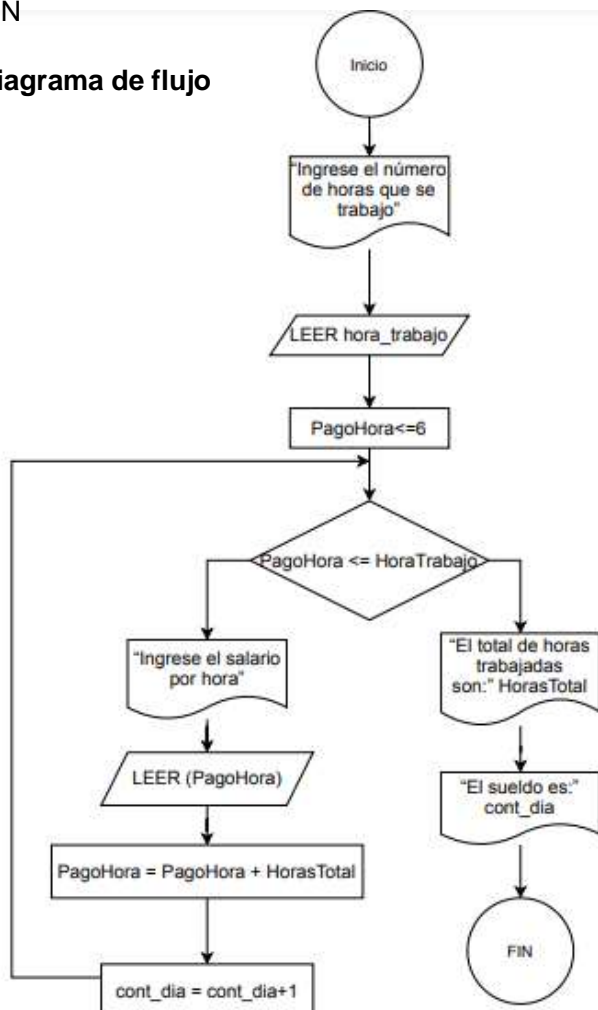 N
iagrama de flujo
Inicio
"Ingrese el número
de horas que se
trabajo"
LEER hora_trabajo
PagoHora<=6
PagoHora <= HoraTrabajo
"Ingrese el salario
por hora"
LEER (PagoHora)
PagoHora = PagoHora + HorasTotal
cont_dia = cont_dia+1
"El total de horas
trabajadas
son:" HorasTotal
"El sueldo es:"
cont_dia
FIN